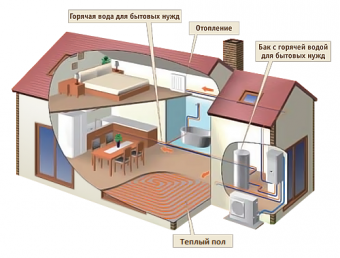 Горячая вода для бытовых нужд
Отопление
Бак с горячей водой
для бытовых нужд
Теплый пол